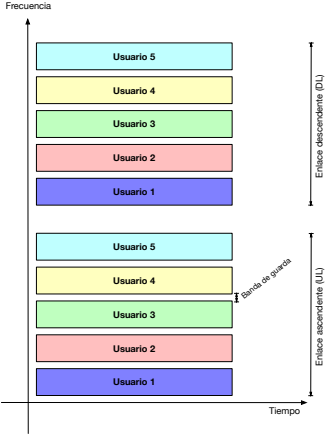 Frecuencia
Usuario 5
Usuario 4
Usuario 3
Usuario 2
Usuario 1
Enlace descendente (DL)
Usuario 5
Usuario 4
Banda de guarda
Usuario 3
Usuario 2
Usuario 1
Enlace ascendente (UL)
Tiempo